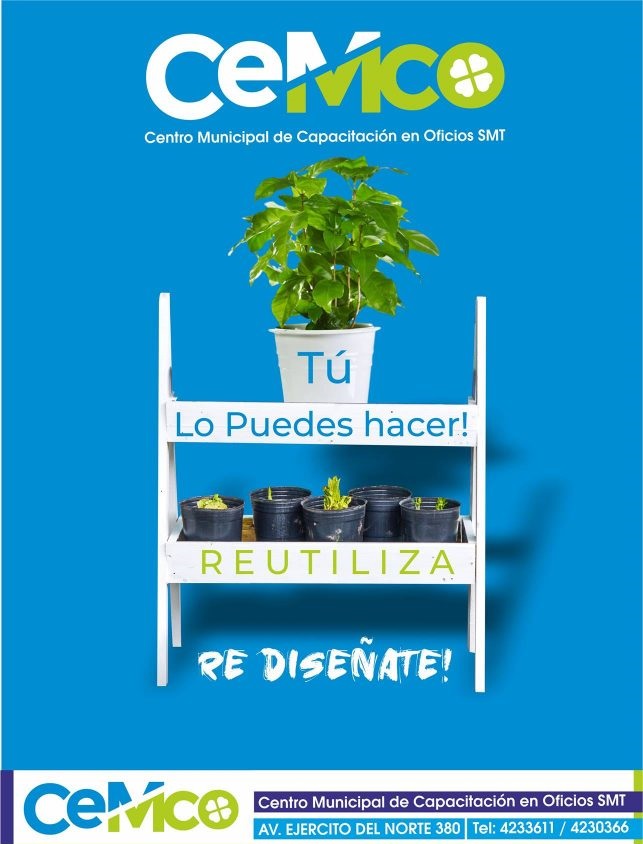 CeMco
Centro Municipal de Capacitación en Oficios SMT
Tú
Lo Puedes hacer!
REUTILIZA
RE DISEÑATE!
CeMco
Centro Municipal de Capacitación en Oficios SMT
AV. EJERCITO DEL NORTE 380 Tel: 4233611 / 4230366